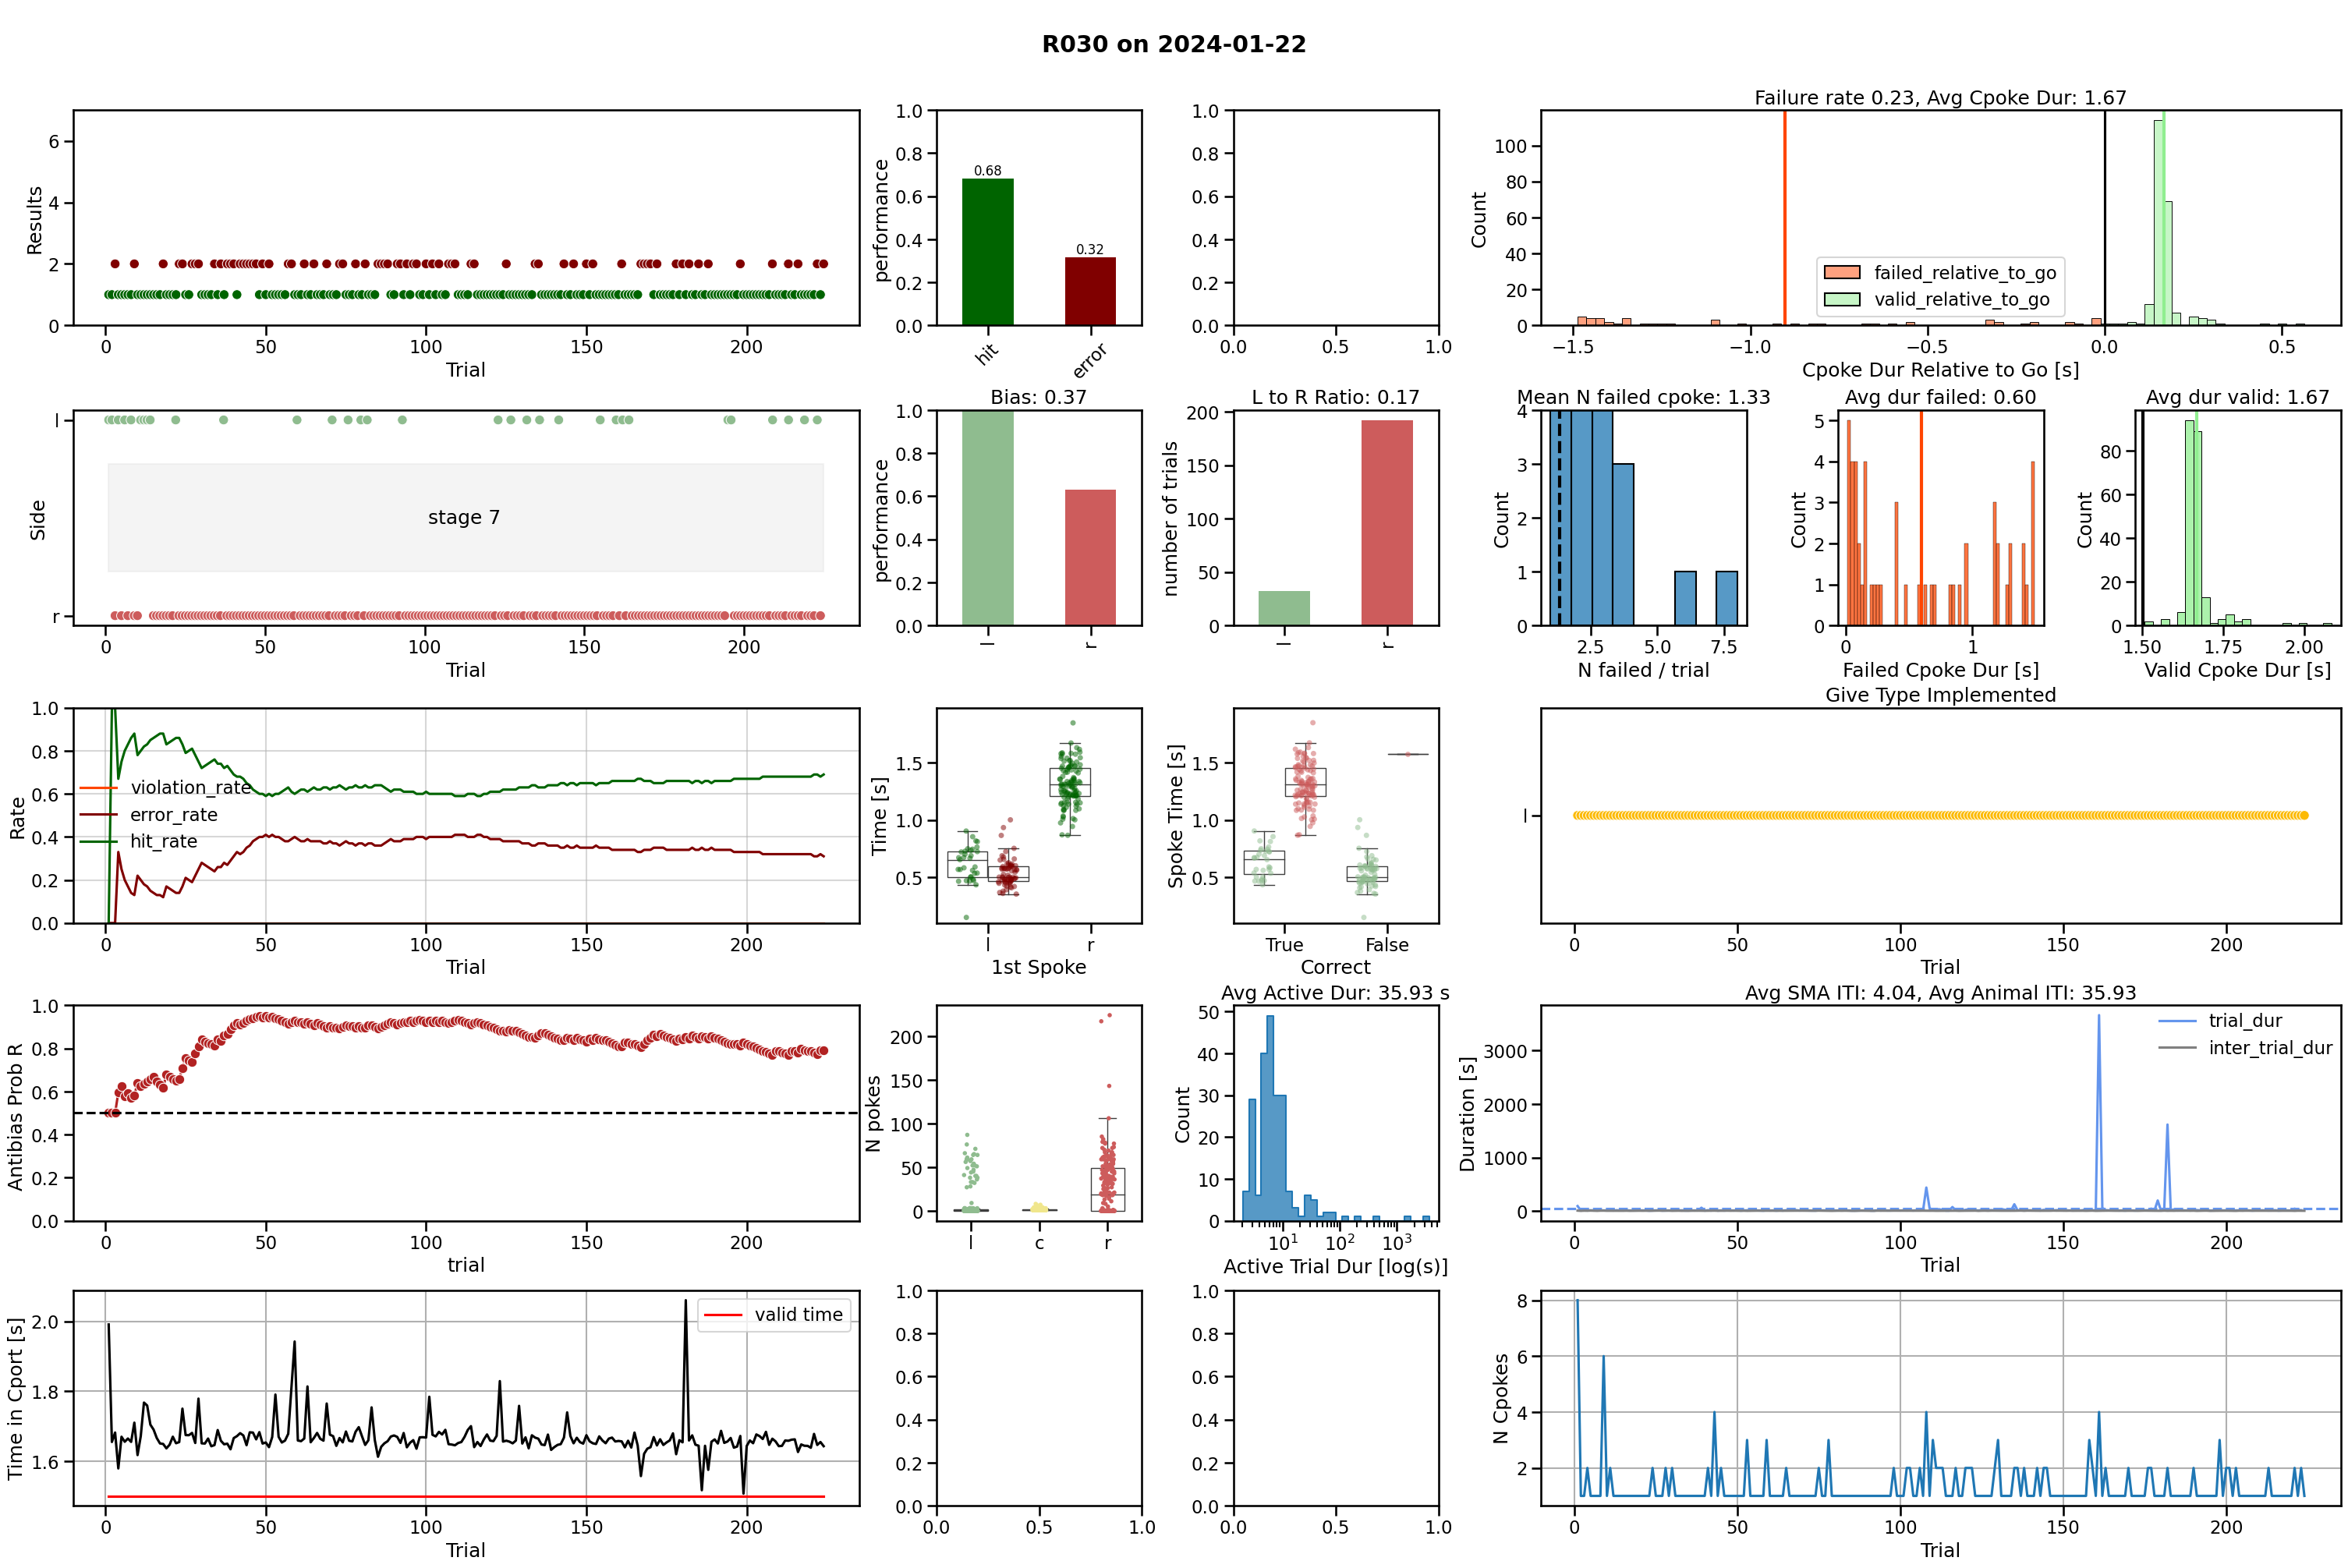 R030 on 2024-01-22
Results
6
4
2
0
0 50 100 150 200
Trial
performance
1.0
0.8
0.6
0.4
0.2
0.0
0.68
0.32
hit
error
1.0
0.8
0.6
0.4
0.2
0.0
0.0 0.5 1.0
Failure rate 0.23, Avg Cpoke Dur: 1.67
Count
100
80
60
40
20
0
failed_relative_to_go
valid_relative_to_go
−1.5 −1.0 −0.5 0.0 0.5
Cpoke Dur Relative to Go [s]
Side
l
stage 7
r
0 50 100 150 200
Trial
Bias: 0.37
performance
1.0
0.8
0.6
0.4
0.2
0.0
l r
L to R Ratio: 0.17
number of trials
200
150
100
50
0
l r
Mean N failed cpoke: 1.33
Count
4
3
2
1
0
2.5 5.0 7.5
N failed / trial
Avg dur failed: 0.60
Count
5
4
3
2
1
0
0 1
Failed Cpoke Dur [s]
Avg dur valid: 1.67
Count
80
60
40
20
0
1.50 1.75 2.00
Valid Cpoke Dur [s]
Rate
1.0
0.8
0.6
0.4
0.2
0.0
violation_rate
error_rate
hit_rate
0 50 100 150 200
Trial
Time [s]
1.5
1.0
0.5
l r
1st Spoke
Spoke Time [s]
1.5
1.0
0.5
True False
Correct
Give Type Implemented
l
0 50 100 150 200
Trial
Antibias Prob R
1.0
0.8
0.6
0.4
0.2
0.0
0 50 100 150 200
trial
N pokes
200
150
100
50
0
l c r
Avg Active Dur: 35.93 s
Count
50
40
30
20
10
0
10¹ 10² 10³
Active Trial Dur [log(s)]
Avg SMA ITI: 4.04, Avg Animal ITI: 35.93
Duration [s]
3000
2000
1000
0
trial_dur
inter_trial_dur
0 50 100 150 200
Trial
Time in Cport [s]
2.0
1.8
1.6
valid time
0 50 100 150 200
Trial
1.0
0.8
0.6
0.4
0.2
0.0
0.0 0.5 1.0
1.0
0.8
0.6
0.4
0.2
0.0
0.0 0.5 1.0
N Cpokes
8
6
4
2
0 50 100 150 200
Trial